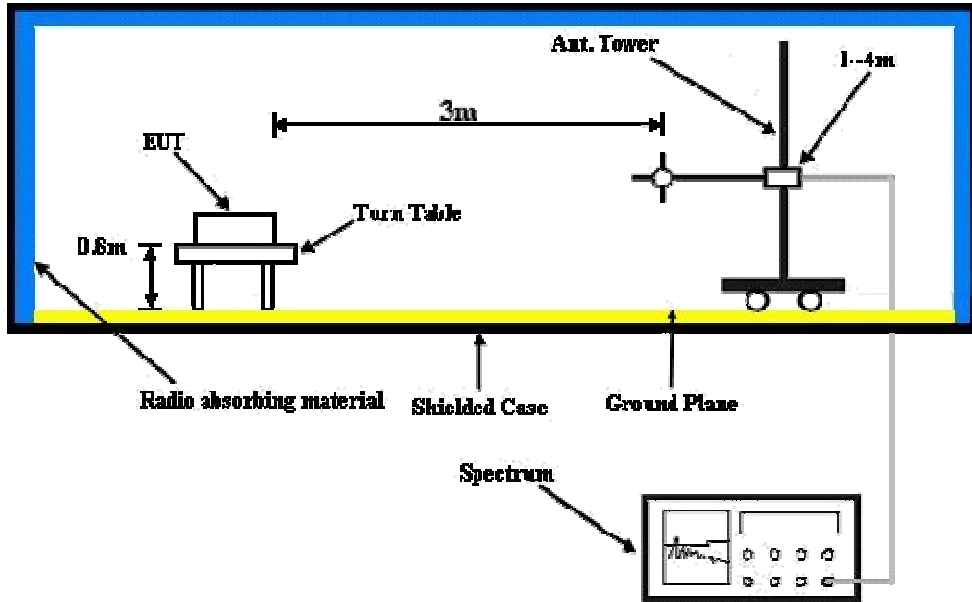 Ant. Tower
1--4m
3m
EUT
Turn Table
0.8m
Radio absorbing material
Shielded Case
Ground Plane
Spectrum